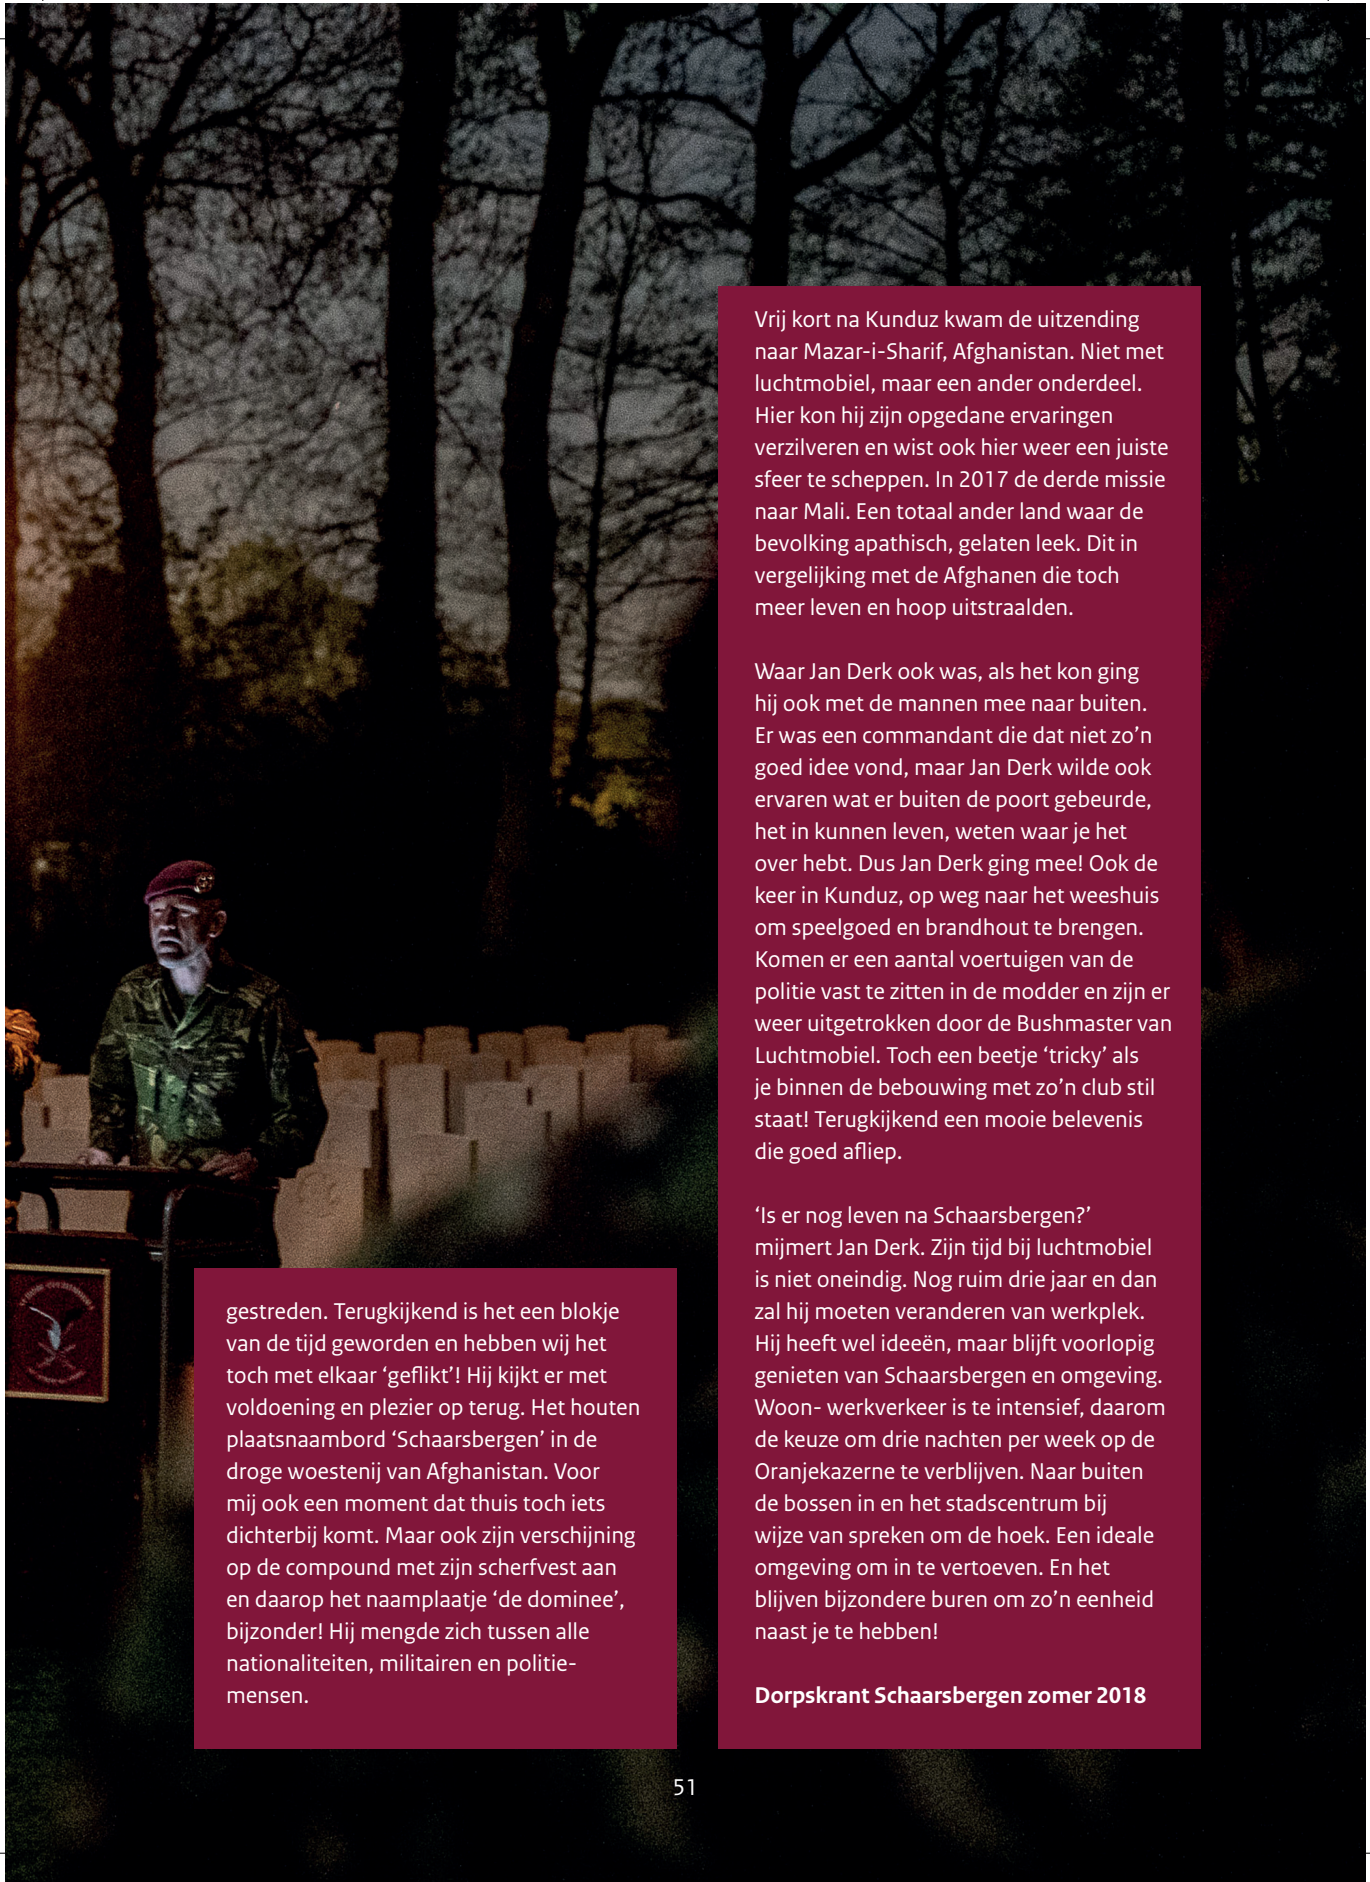 gestreden. Terugkijkend is het een blokje
van de tijd geworden en hebben wij het
toch met elkaar ‘geflikt’! Hij kijkt er met
voldoening en plezier op terug. Het houten
plaatsnaambord ‘Schaarsbergen’ in de
droge woestenij van Afghanistan. Voor
mij ook een moment dat thuis toch iets
dichterbij komt. Maar ook zijn verschijning
op de compound met zijn scherfvest aan
en daarop het naamplaatje ‘de dominee’,
bijzonder! Hij mengde zich tussen alle
nationaliteiten, militairen en politie-
mensen.
Vrij kort na Kunduz kwam de uitzending
naar Mazar-i-Sharif, Afghanistan. Niet met
luchtmobiel, maar een ander onderdeel.
Hier kon hij zijn opgedane ervaringen
verzilveren en wist ook hier weer een juiste
sfeer te scheppen. In 2017 de derde missie
naar Mali. Een totaal ander land waar de
bevolking apathisch, gelaten leek. Dit in
vergelijking met de Afghanen die toch
meer leven en hoop uitstraalden.
Waar Jan Derk ook was, als het kon ging
hij ook met de mannen mee naar buiten.
Er was een commandant die dat niet zo’n
goed idee vond, maar Jan Derk wilde ook
ervaren wat er buiten de poort gebeurde,
het in kunnen leven, weten waar je het
over hebt. Dus Jan Derk ging mee! Ook de
keer in Kunduz, op weg naar het weeshuis
om speelgoed en brandhout te brengen.
Komen er een aantal voertuigen van de
politie vast te zitten in de modder en zijn er
weer uitgetrokken door de Bushmaster van
Luchtmobiel. Toch een beetje ‘tricky’ als
je binnen de bebouwing met zo’n club stil
staat! Terugkijkend een mooie belevenis
die goed afliep.
‘Is er nog leven na Schaarsbergen?’
mijmert Jan Derk. Zijn tijd bij luchtmobiel
is niet oneindig. Nog ruim drie jaar en dan
zal hij moeten veranderen van werkplek.
Hij heeft wel ideeën, maar blijft voorlopig
genieten van Schaarsbergen en omgeving.
Woon- werkverkeer is te intensief, daarom
de keuze om drie nachten per week op de
Oranjekazerne te verblijven. Naar buiten
de bossen in en het stadscentrum bij
wijze van spreken om de hoek. Een ideale
omgeving om in te vertoeven. En het
blijven bijzondere buren om zo’n eenheid
naast je te hebben!
Dorpskrant Schaarsbergen zomer 2018
51